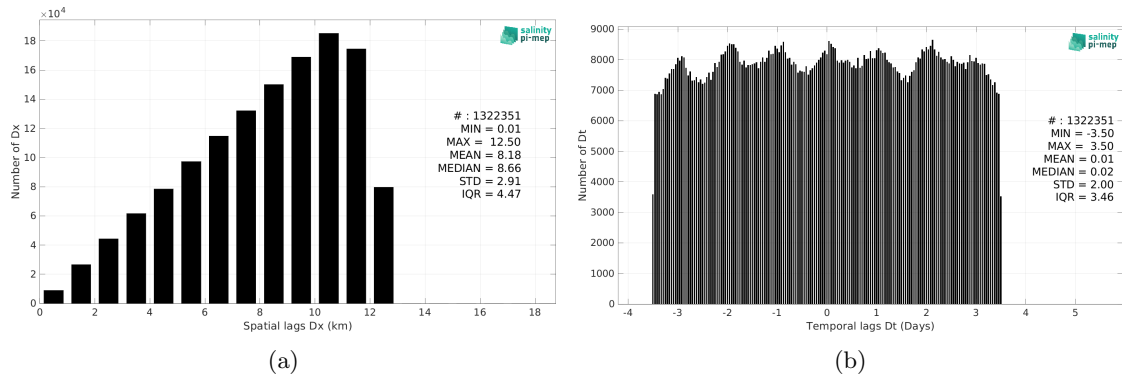 ×10⁴
18
16
14
12
10
8
6
4
2
0
Number of Dx
0 2 4 6 8 10 12 14 16 18
Spatial lags Dx (km)
salinity
pi-mep
# : 1322351
MIN = 0.01
MAX = 12.50
MEAN = 8.18
MEDIAN = 8.66
STD = 2.91
IQR = 4.47
(a)
9000
8000
7000
6000
5000
4000
3000
2000
1000
0
Number of Dt
-4 -3 -2 -1 0 1 2 3 4 5
Temporal lags Dt (Days)
salinity
pi-mep
# : 1322351
MIN = -3.50
MAX = 3.50
MEAN = 0.01
MEDIAN = 0.02
STD = 2.00
IQR = 3.46
(b)